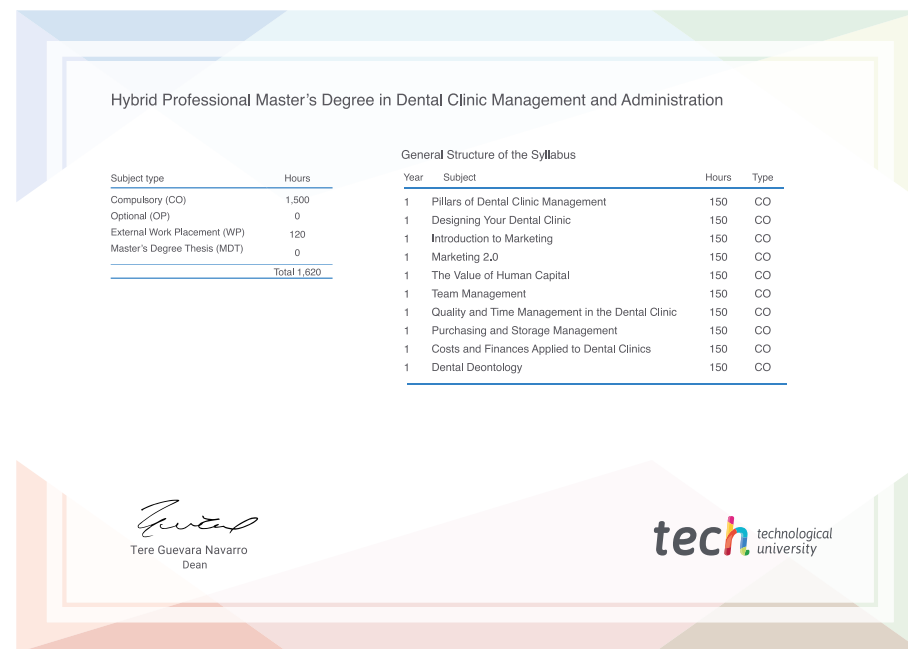 Hybrid Professional Master's Degree in Dental Clinic Management and Administration
Subject type Hours
Compulsory (CO) 1,500
Optional (OP) 0
External Work Placement (WP) 120
Master's Degree Thesis (MDT) 0
Total 1,620
General Structure of the Syllabus
Year Subject Hours Type
1 Pillars of Dental Clinic Management 150 CO
1 Designing Your Dental Clinic 150 CO
1 Introduction to Marketing 150 CO
1 Marketing 2.0 150 CO
1 The Value of Human Capital 150 CO
1 Team Management 150 CO
1 Quality and Time Management in the Dental Clinic 150 CO
1 Purchasing and Storage Management 150 CO
1 Costs and Finances Applied to Dental Clinics 150 CO
1 Dental Deontology 150 CO
Tere Guevara Navarro
Dean
tech technological
university